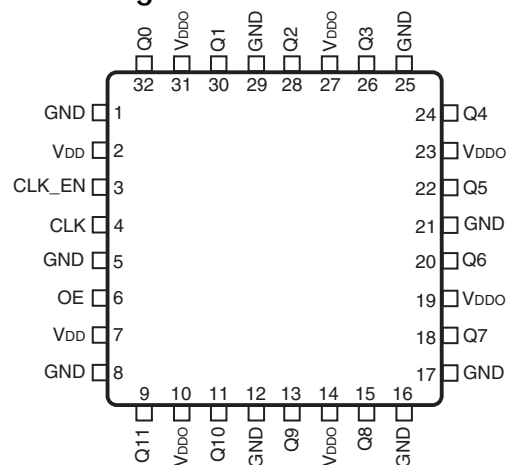 Q0 VDDO Q1 GND Q2 VDDO Q3 GND
32 31 30 29 28 27 26 25
GND 1 24 Q4
VDD 2 23 VDDO
CLK_EN 3 22 Q5
CLK 4 21 GND
GND 5 20 Q6
OE 6 19 VDDO
VDD 7 18 Q7
GND 8 17 GND
9 10 11 12 13 14 15 16
Q11 VDDO Q10 GND Q9 VDDO Q8 GND